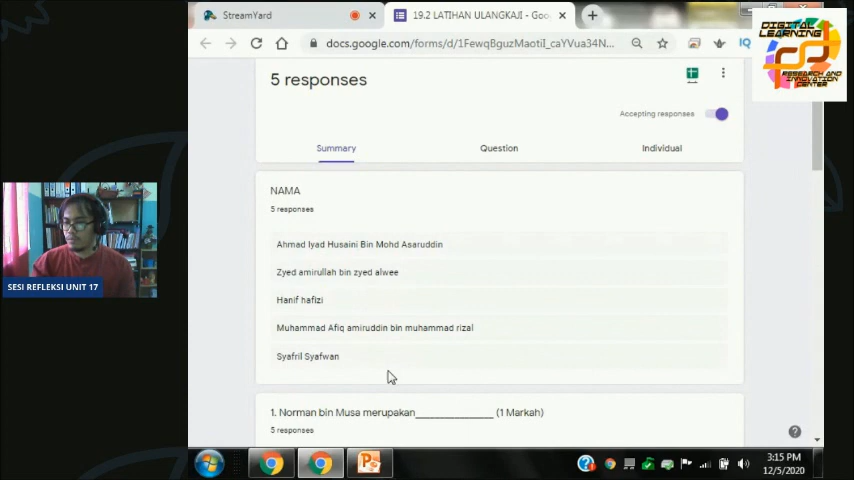 StreamYard
19.2 LATIHAN ULANGKAJI - Goo
docs.google.com/forms/d/1FewqBguzMaotiI_caYVua34N...
IQ
DIGITAL
LEARNING
RESEARCH AND
INNOVATION
CENTER
5 responses
Accepting responses
Summary
Question
Individual
NAMA
5 responses
Ahmad Iyad Husaini Bin Mohd Asaruddin
Zyed amirullah bin zyed alwee
Hanif hafizi
Muhammad Afiq amiruddin bin muhammad rizal
Syafril Syafwan
SESI REFLEKSI UNIT 17
1. Norman bin Musa merupakan______________ (1 Markah)
5 responses
3:15 PM
12/5/2020